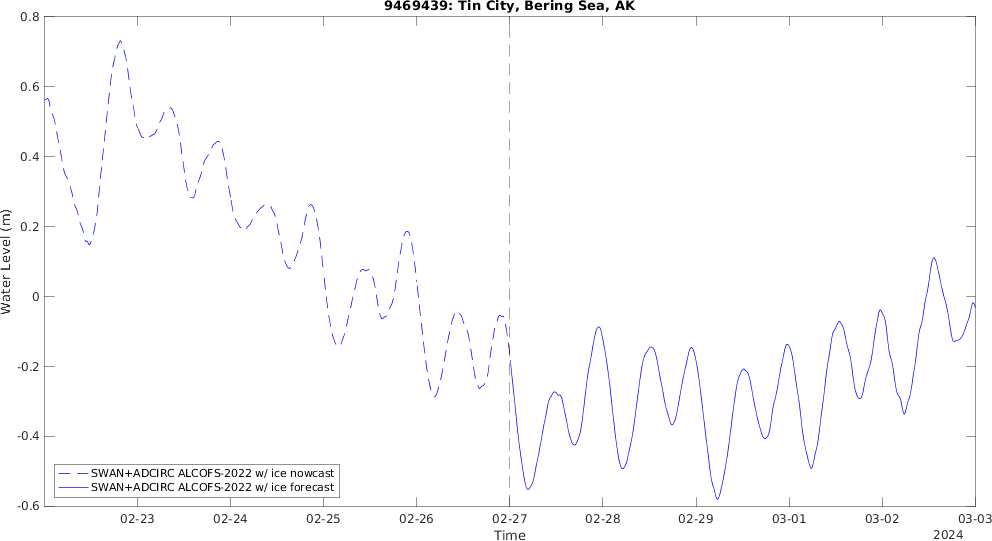 9469439: Tin City, Bering Sea, AK
0.8
0.6
0.4
0.2
0
-0.2
-0.4
-0.6
Water Level (m)
SWAN+ADCIRC ALCOFS-2022 w/ ice nowcast
SWAN+ADCIRC ALCOFS-2022 w/ ice forecast
02-23 02-24 02-25 02-26 02-27 02-28 02-29 03-01 03-02 03-03
Time
2024